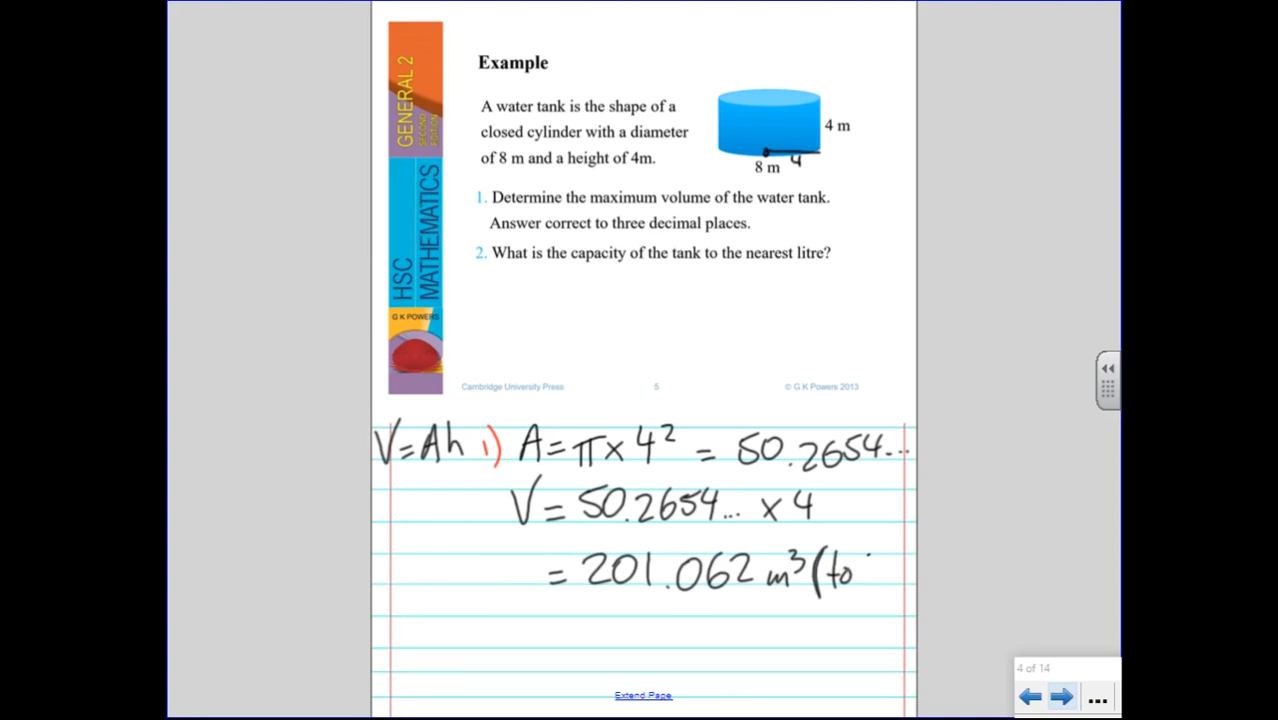 GENERAL 2
SECOND EDITION
HSC
MATHEMATICS
G K POWERS
Example
A water tank is the shape of a
closed cylinder with a diameter
of 8 m and a height of 4m.
4 m
8 m
4
1. Determine the maximum volume of the water tank.
Answer correct to three decimal places.
2. What is the capacity of the tank to the nearest litre?
Cambridge University Press 5 © G K Powers 2013
V=Ah 1) A=π×4² = 50.2654...
V=50.2654... ×4
=201.062 m³(to
4 of 14
Extend Page
...